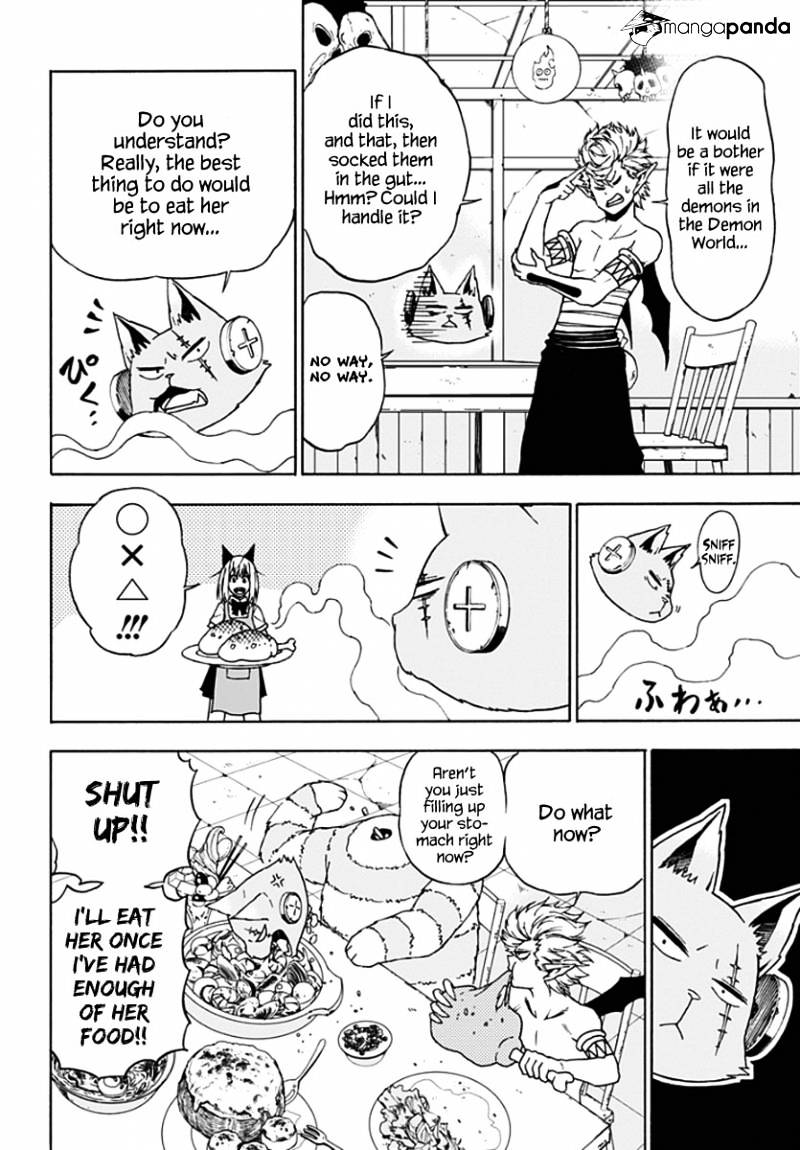 mangapanda
It would
be a bother
if it were
all the
demons in
the Demon
World...
If I
did this,
and that, then
socked them
in the gut...
Hmm? Could I
handle it?
NO WAY,
NO WAY.
Do you
understand?
Really, the best
thing to do would
be to eat her
right now...
ぴく...
SNIFF
SNIFF.
ふわぁ...
○
×
△
!!!!
Do what
now?
Aren't
you just
filling up
your sto-
mach right
now?
SHUT
UP!!
I'LL EAT
HER ONCE
I'VE HAD
ENOUGH
OF HER
FOOD!!